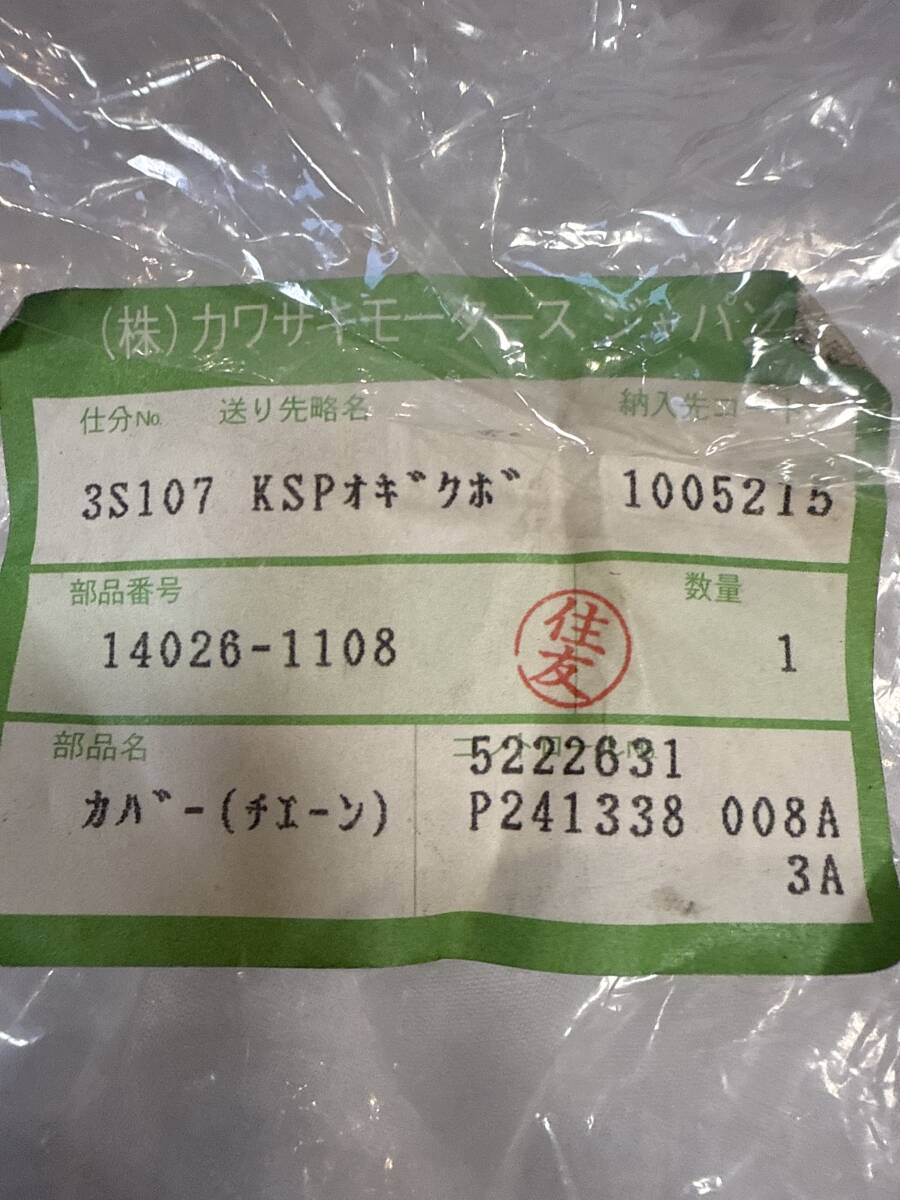 (株)カワサキモータース ジャパン
仕分No. 送り先略名 納入先コード
3S107 KSPオギクボ 1005215
部品番号 数量
14026-1108 住友 1
部品名
5222631
カバー(チエーン) P241338 008A
3A